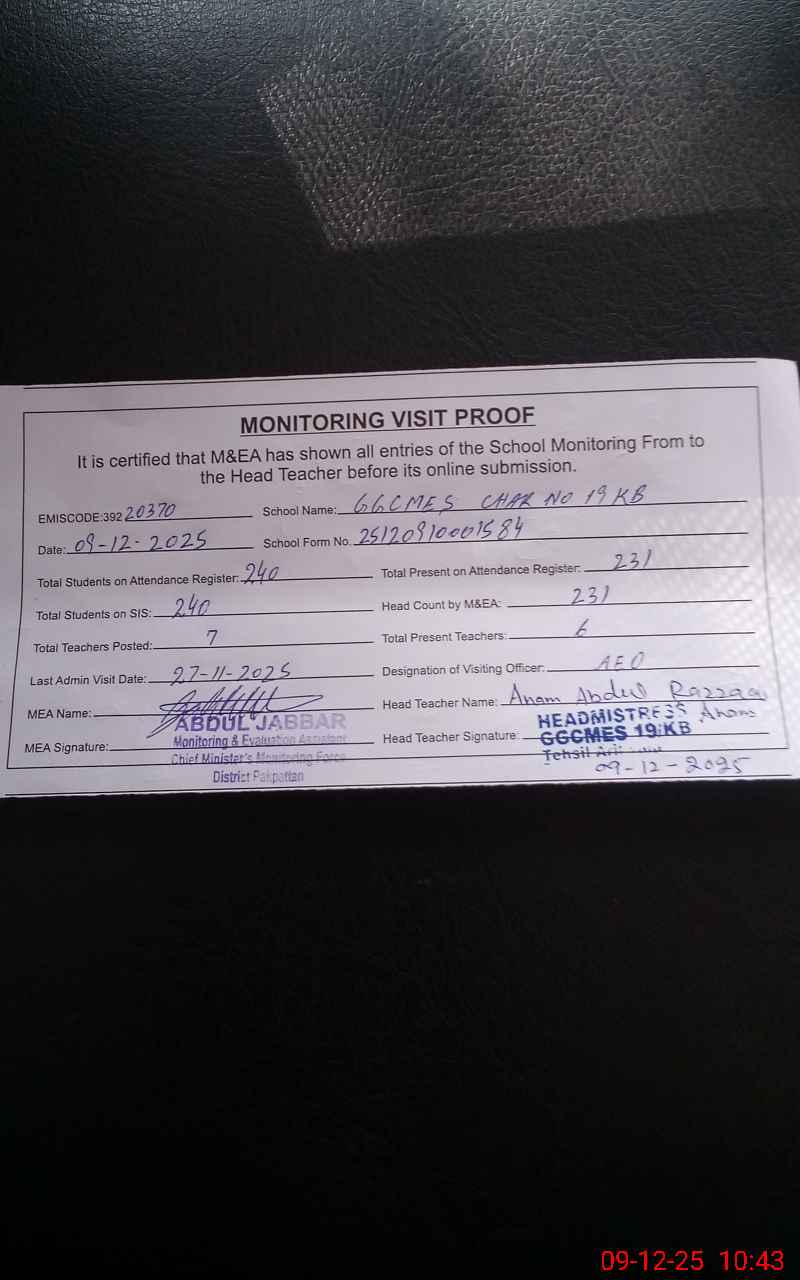 MONITORING VISIT PROOF
It is certified that M&EA has shown all entries of the School Monitoring From to
the Head Teacher before its online submission.
EMISCODE:392 20370 School Name: GGCMES CHAK NO 19 KB
Date: 09-12-2025 School Form No. 25120910001584
Total Students on Attendance Register: 240 Total Present on Attendance Register: 231
Total Students on SIS: 240 Head Count by M&EA: 231
Total Teachers Posted: 7 Total Present Teachers: 6
Last Admin Visit Date: 27-11-2025 Designation of Visiting Officer: AEO
MEA Name: Head Teacher Name: Anam Abdul Razzaq
ABDUL JABBAR HEADMISTRESS Anam
MEA Signature: Monitoring & Evaluation Assistant Head Teacher Signature: GGCMES 19/KB
Chief Minister's Monitoring Force Tehsil
District Pakpattan 09-12-2025
09-12-25 10:43